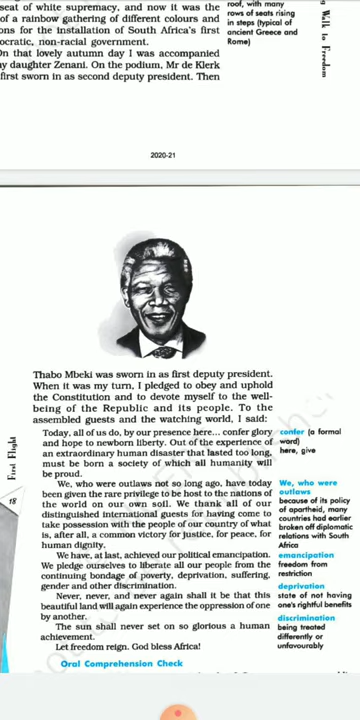 seat of white supremacy, and now it was the
of a rainbow gathering of different colours and
ons for the installation of South Africa's first
ocratic, non-racial government.
On that lovely autumn day I was accompanied
y daughter Zenani. On the podium, Mr de Klerk
first sworn in as second deputy president. Then
roof, with many
rows of seats rising
in steps (typical of
ancient Greece and
Rome)
g Walk to Freedom
2020-21
Thabo Mbeki was sworn in as first deputy president.
When it was my turn, I pledged to obey and uphold
the Constitution and to devote myself to the well-
being of the Republic and its people. To the
assembled guests and the watching world, I said:
Today, all of us do, by our presence here... confer glory
and hope to newborn liberty. Out of the experience of
an extraordinary human disaster that lasted too long,
must be born a society of which all humanity will
be proud.
We, who were outlaws not so long ago, have today
been given the rare privilege to be host to the nations of
the world on our own soil. We thank all of our
distinguished international guests for having come to
take possession with the people of our country of what
is, after all, a common victory for justice, for peace, for
human dignity.
We have, at last, achieved our political emancipation.
We pledge ourselves to liberate all our people from the
continuing bondage of poverty, deprivation, suffering,
gender and other discrimination.
Never, never, and never again shall it be that this
beautiful land will again experience the oppression of one
by another.
The sun shall never set on so glorious a human
achievement.
Let freedom reign. God bless Africa!
Oral Comprehension Check
confer (a formal
word)
here, give
We, who were
outlaws
because of its policy
of apartheid, many
countries had earlier
broken off diplomatic
relations with South
Africa
emancipation
freedom from
restriction
deprivation
state of not having
one's rightful benefits
discrimination
being treated
differently or
unfavourably
First Flight
18